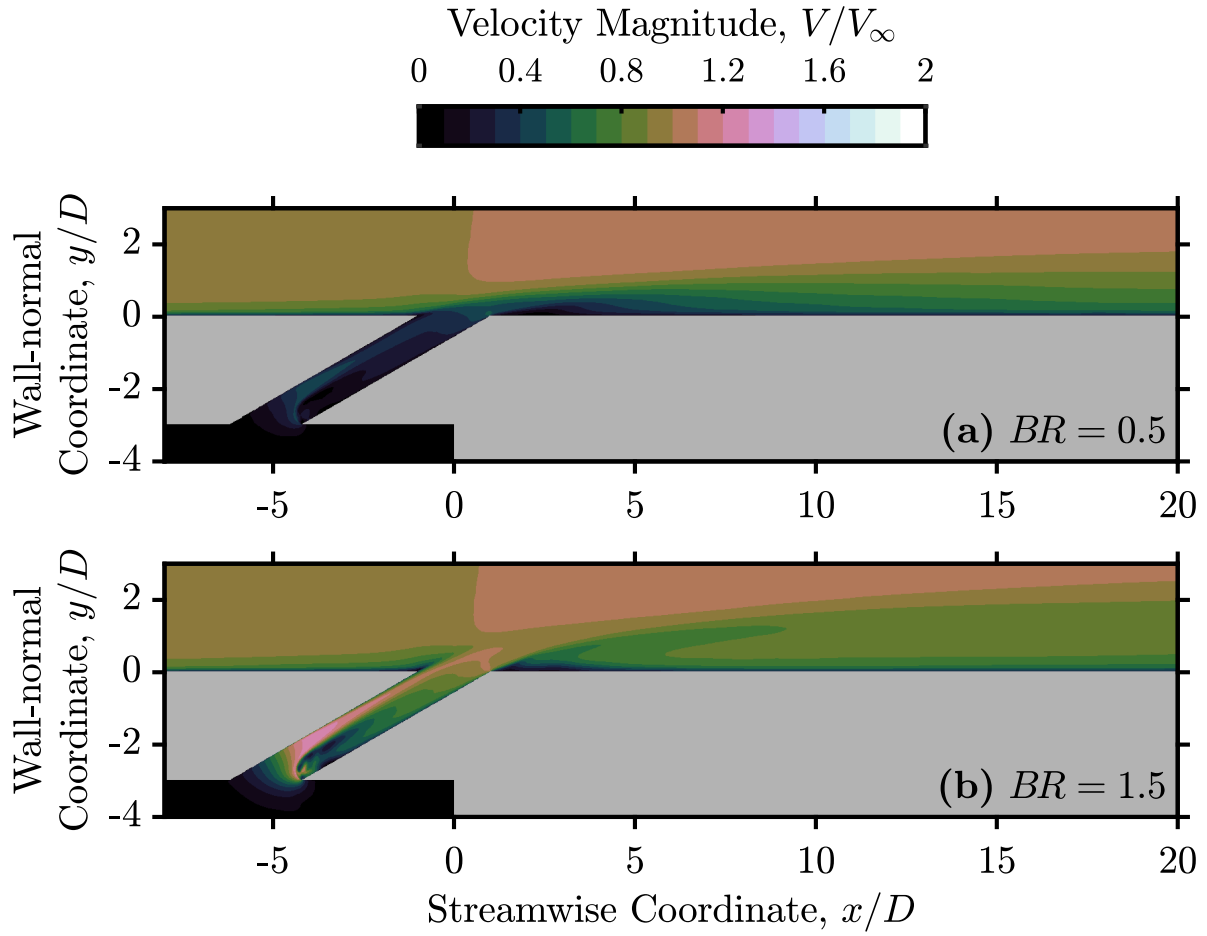 Velocity Magnitude, V/V∞
0 0.4 0.8 1.2 1.6 2
Wall-normal
Coordinate, y/D
2
0
-2
-4
(a) BR = 0.5
-5 0 5 10 15 20
Wall-normal
Coordinate, y/D
2
0
-2
-4
(b) BR = 1.5
-5 0 5 10 15 20
Streamwise Coordinate, x/D